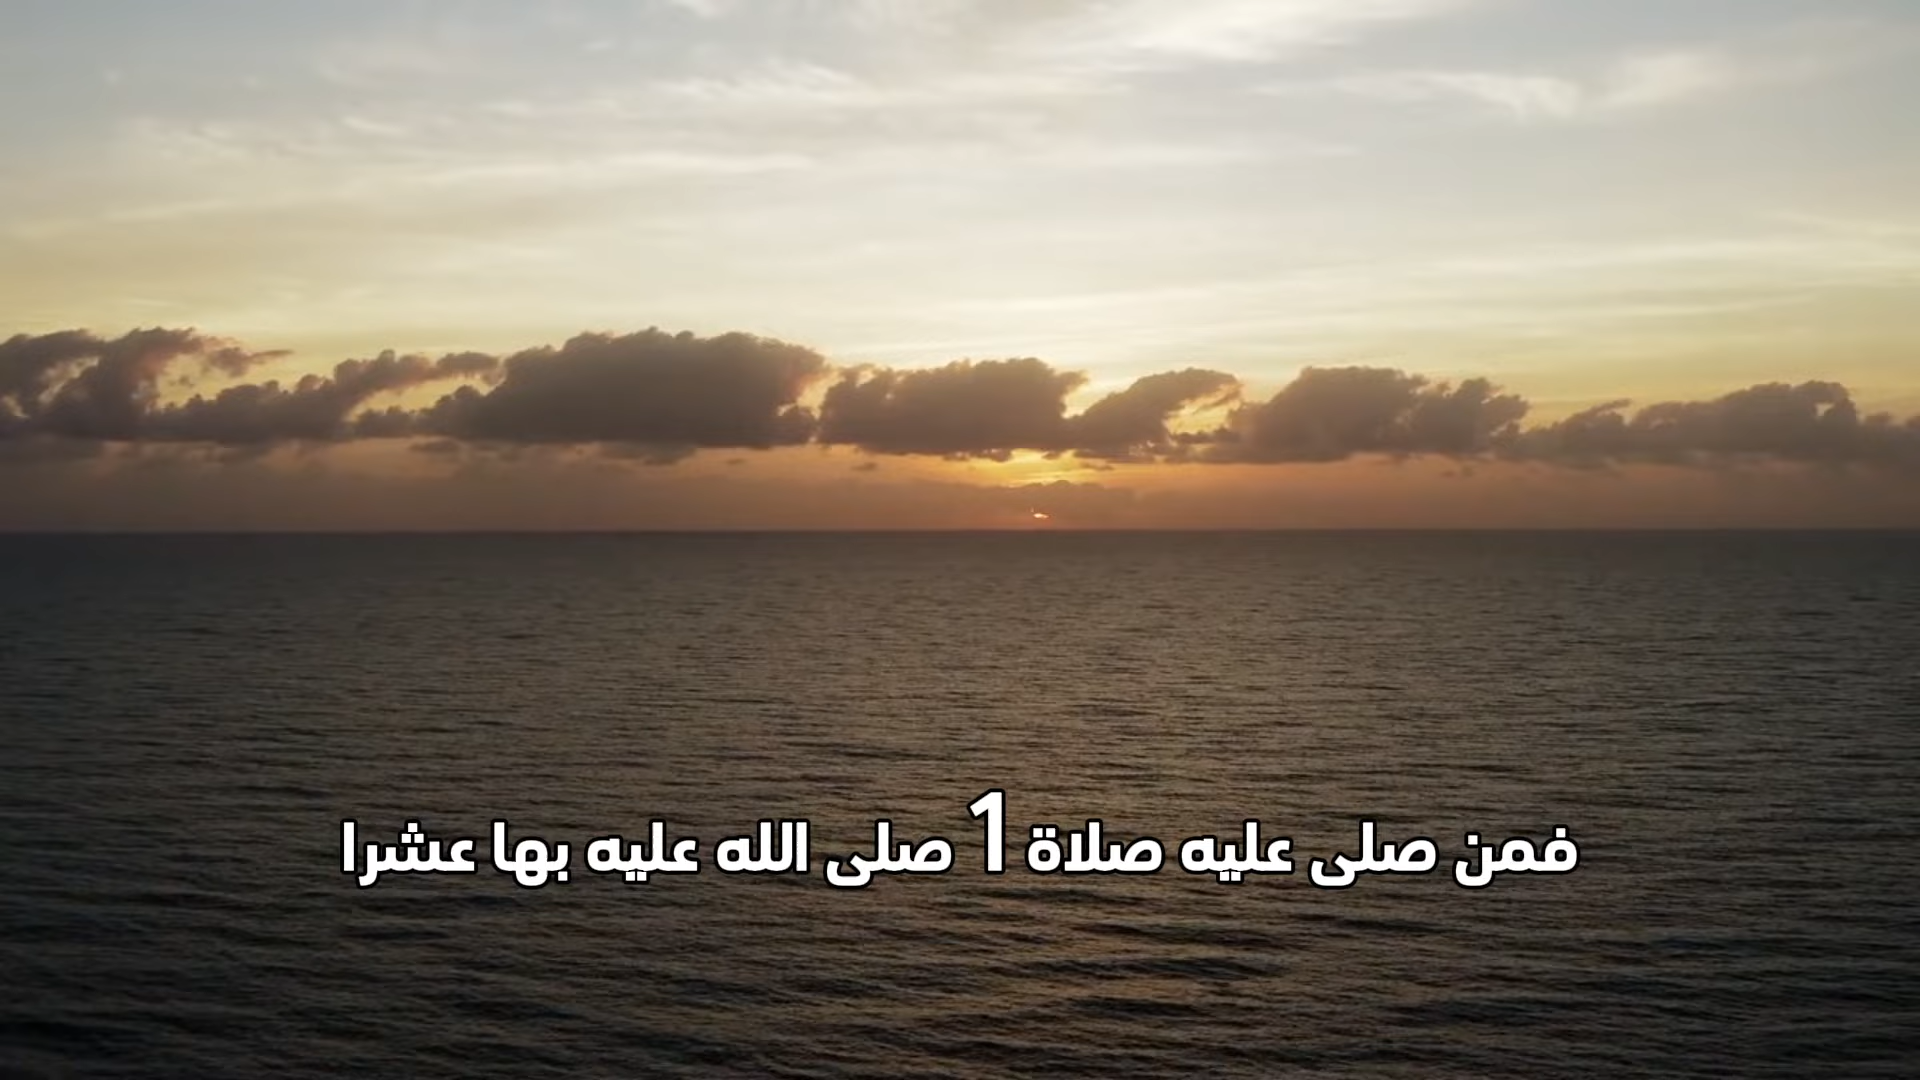 فمن صلى عليه صلاة 1 صلى الله عليه بها عشرا